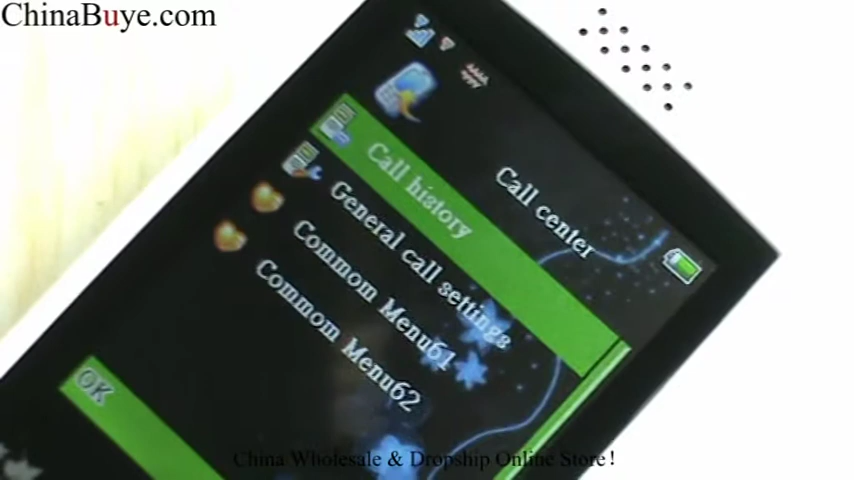 ChinaBuye.com
Call center
Call history
General call settings
Commom Menu61
Commom Menu62
OK
China Wholesale & Dropship Online Store!